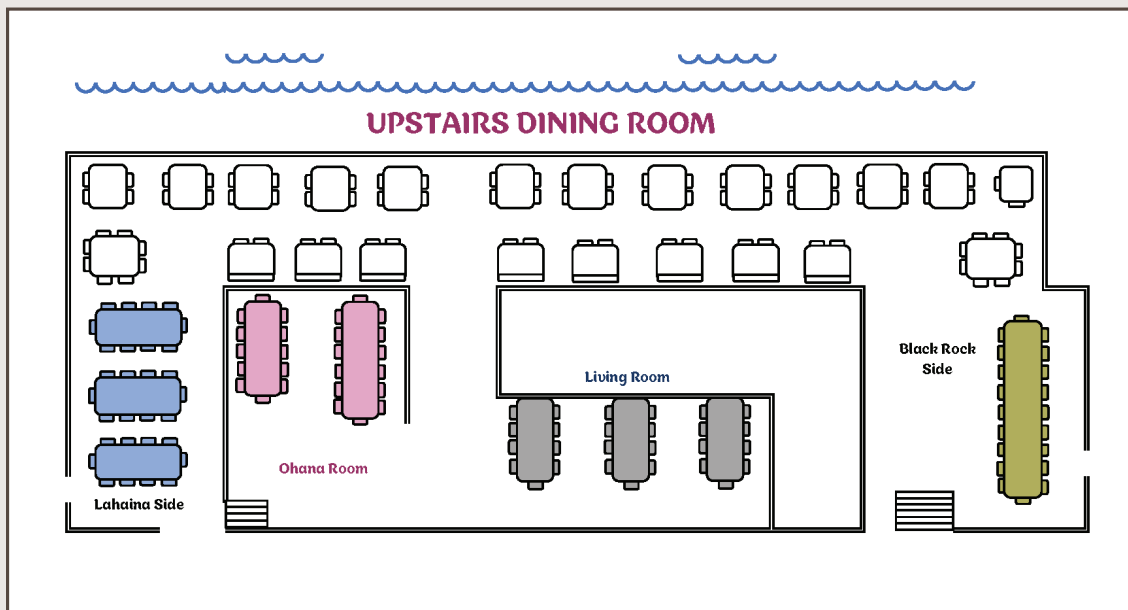 UPSTAIRS DINING ROOM
Black Rock
Side
Living Room
Ohana Room
Lahaina Side